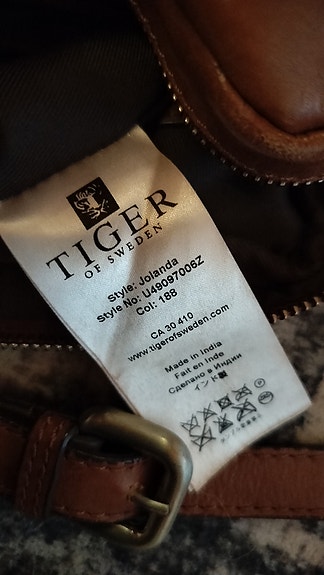 TIGER
OF SWEDEN
Style: Jolanda
Style No: U49097006Z
Col: 188
CA 30 410
www.tigerofsweden.com
Made in India
Fait en Inde
Сделано в Индии
インド製